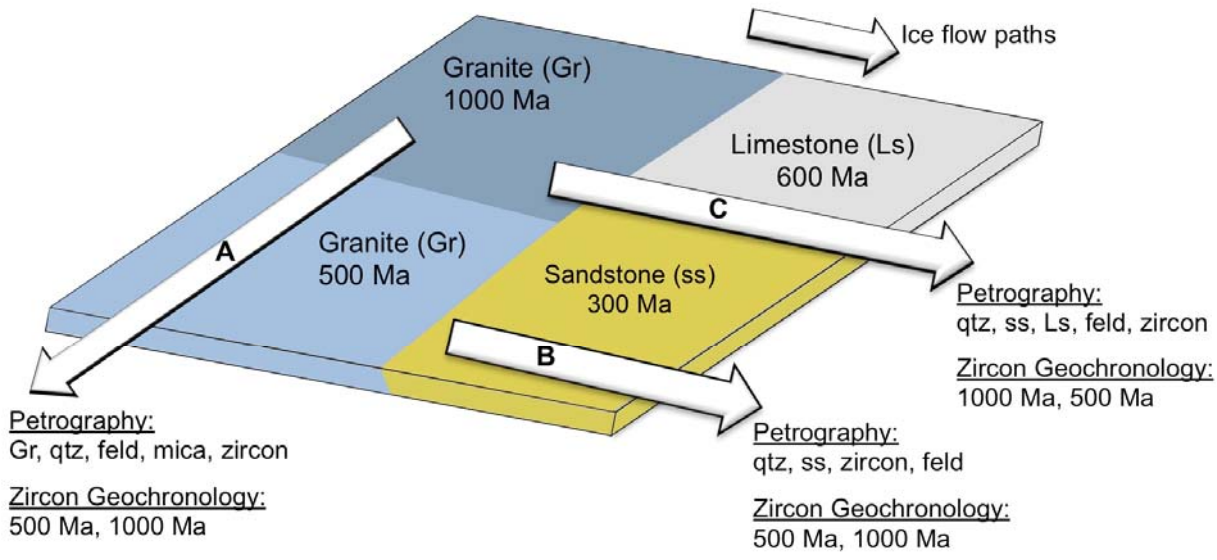 Ice flow paths
Granite (Gr)
1000 Ma
Limestone (Ls)
600 Ma
C
A
Granite (Gr)
500 Ma
Sandstone (ss)
300 Ma
B
Petrography:
qtz, ss, Ls, feld, zircon
Zircon Geochronology:
1000 Ma, 500 Ma
Petrography:
Gr, qtz, feld, mica, zircon
Zircon Geochronology:
500 Ma, 1000 Ma
Petrography:
qtz, ss, zircon, feld
Zircon Geochronology:
500 Ma, 1000 Ma